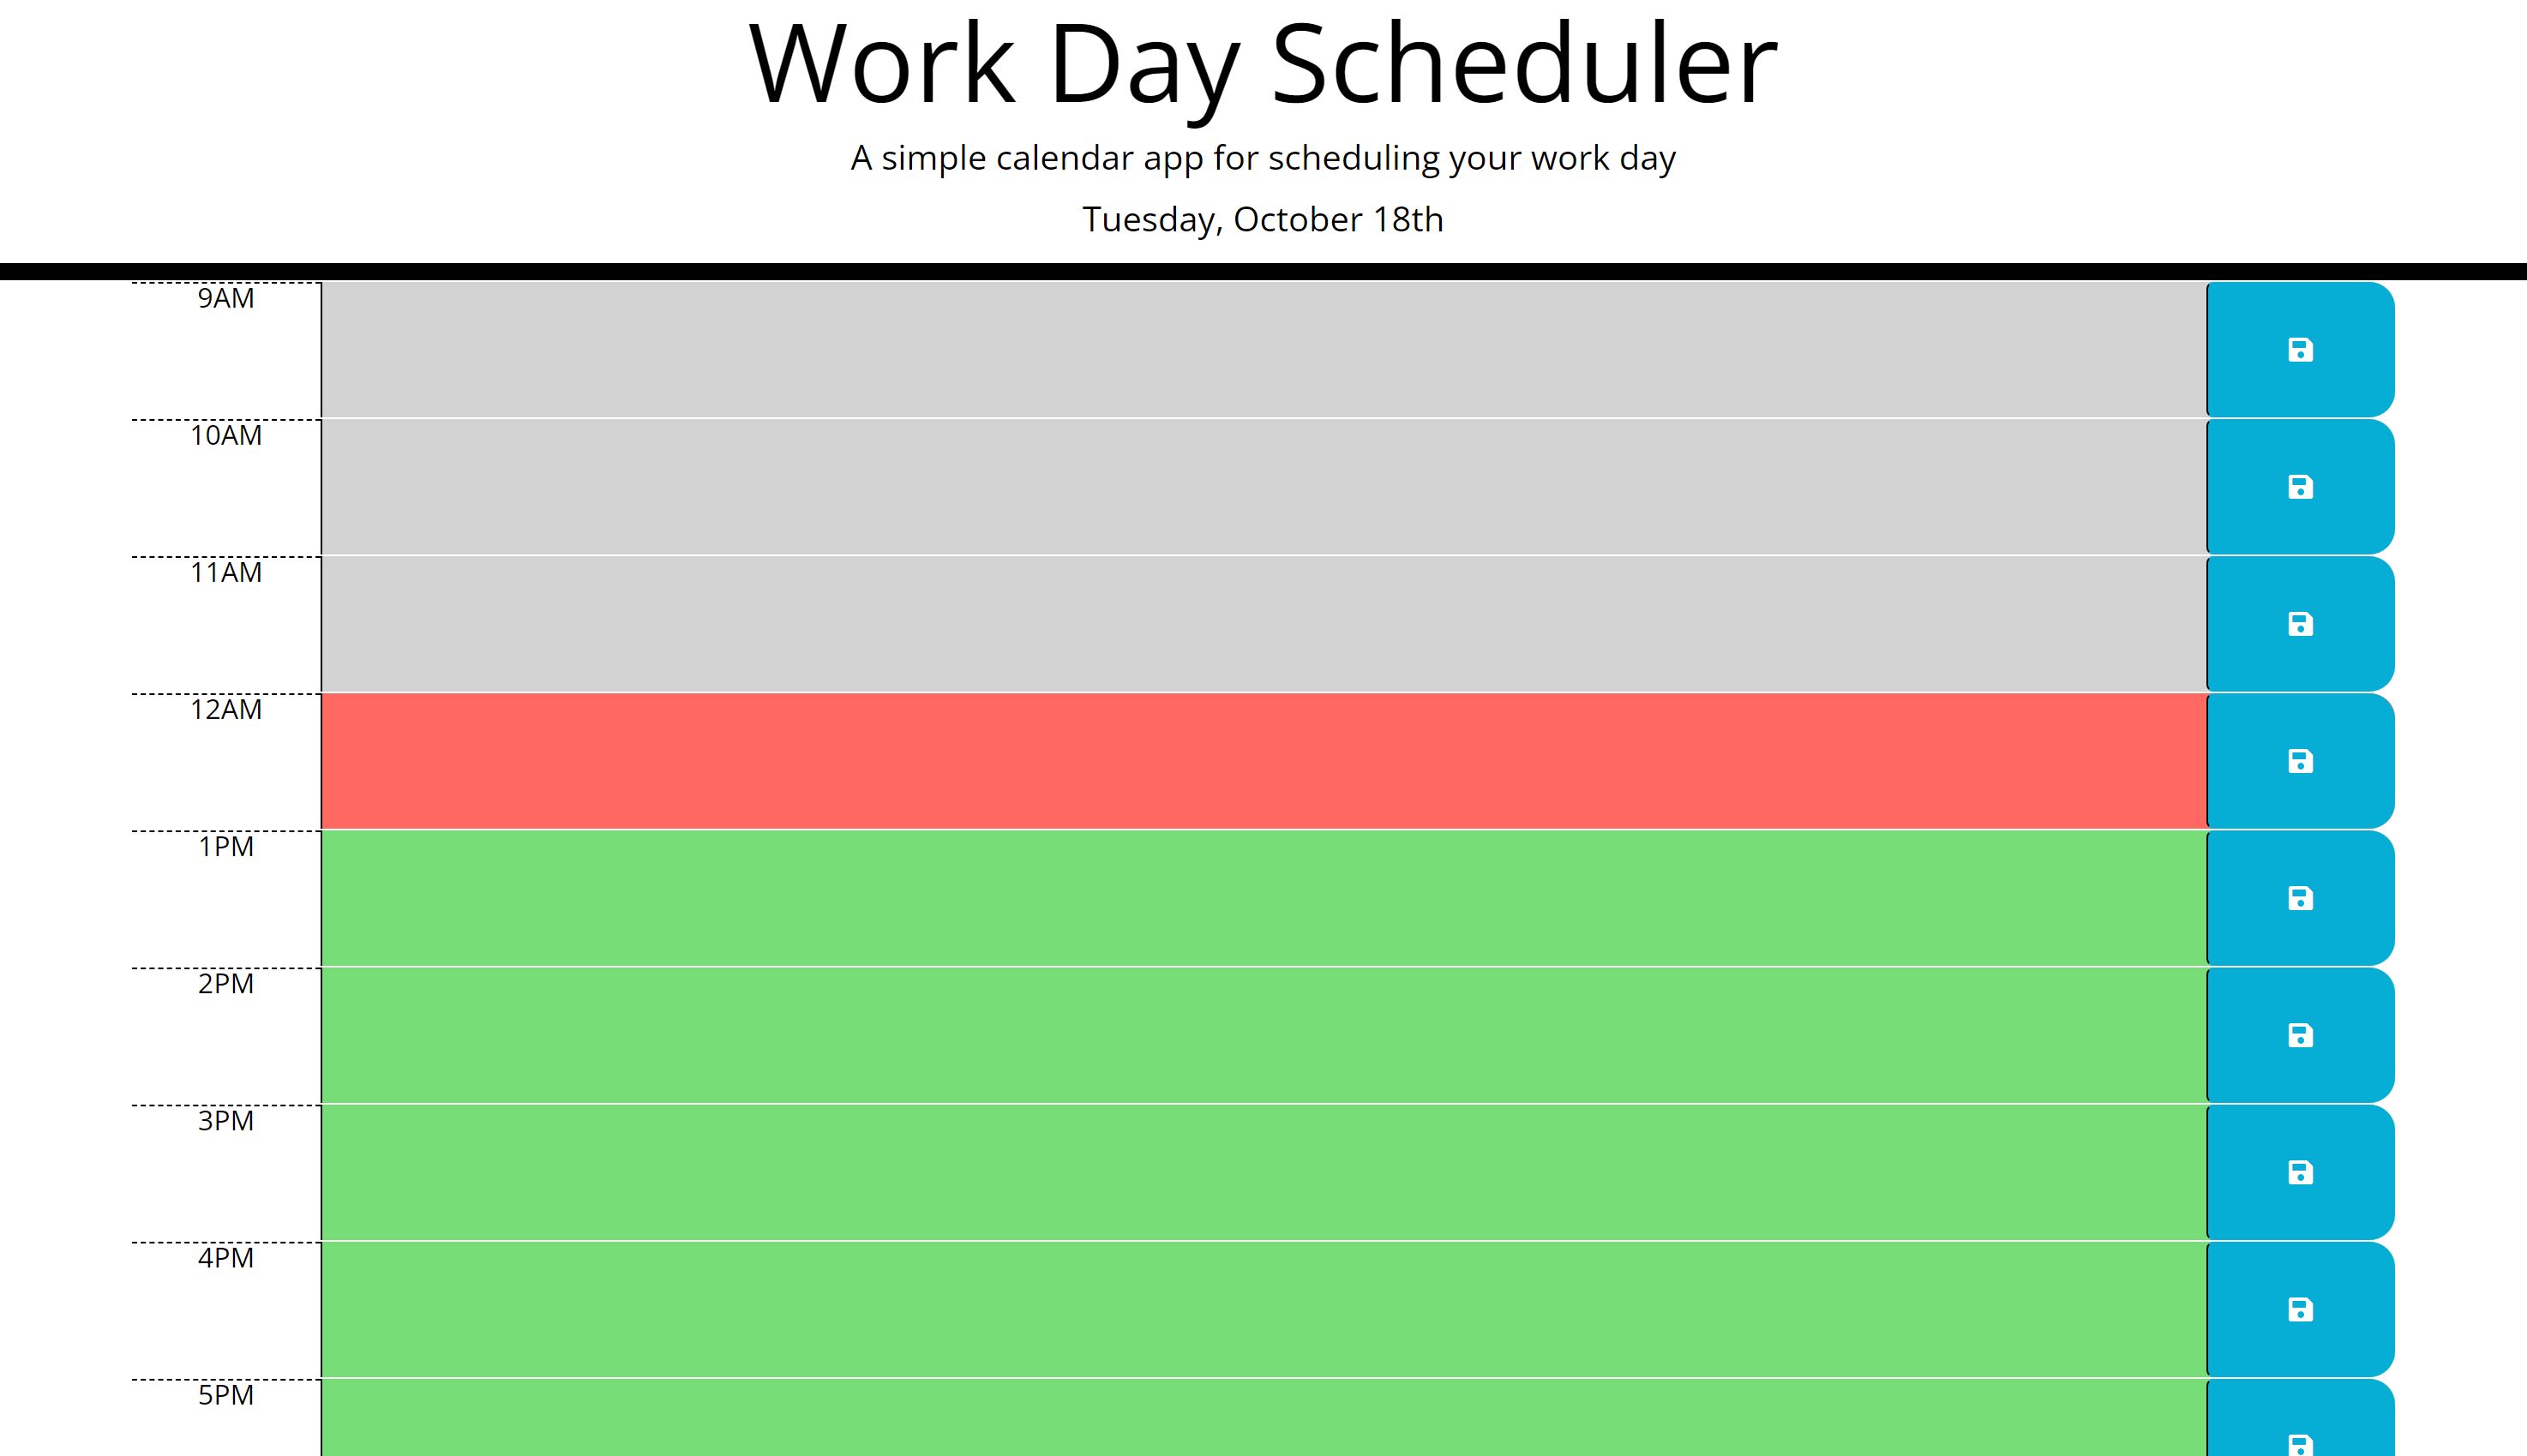 Work Day Scheduler
A simple calendar app for scheduling your work day
Tuesday, October 18th
9AM
10AM
11AM
12AM
1PM
2PM
3PM
4PM
5PM